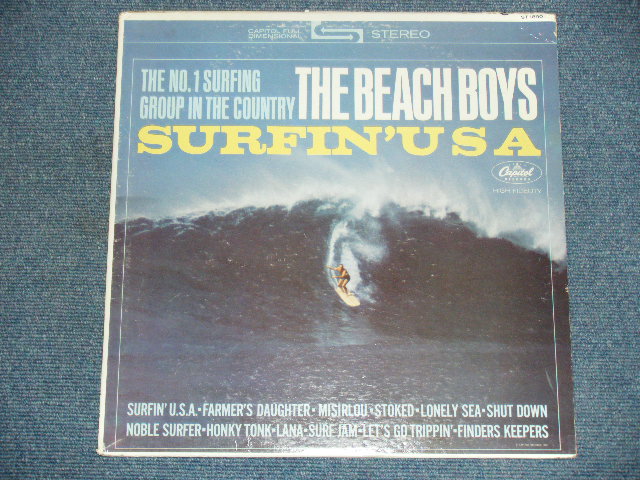 CAPITOL FULL
DIMENSIONAL
STEREO
THE NO. 1 SURFING
GROUP IN THE COUNTRY
THE BEACH BOYS
SURFIN' U S A
Capitol
RECORDS
HIGH FIDELITY
SURFIN' U.S.A.•FARMER'S DAUGHTER•MISIRLOU•STOKED•LONELY SEA•SHUT DOWN
NOBLE SURFER•HONKY TONK•LANA•SURF JAM•LET'S GO TRIPPIN'•FINDERS KEEPERS